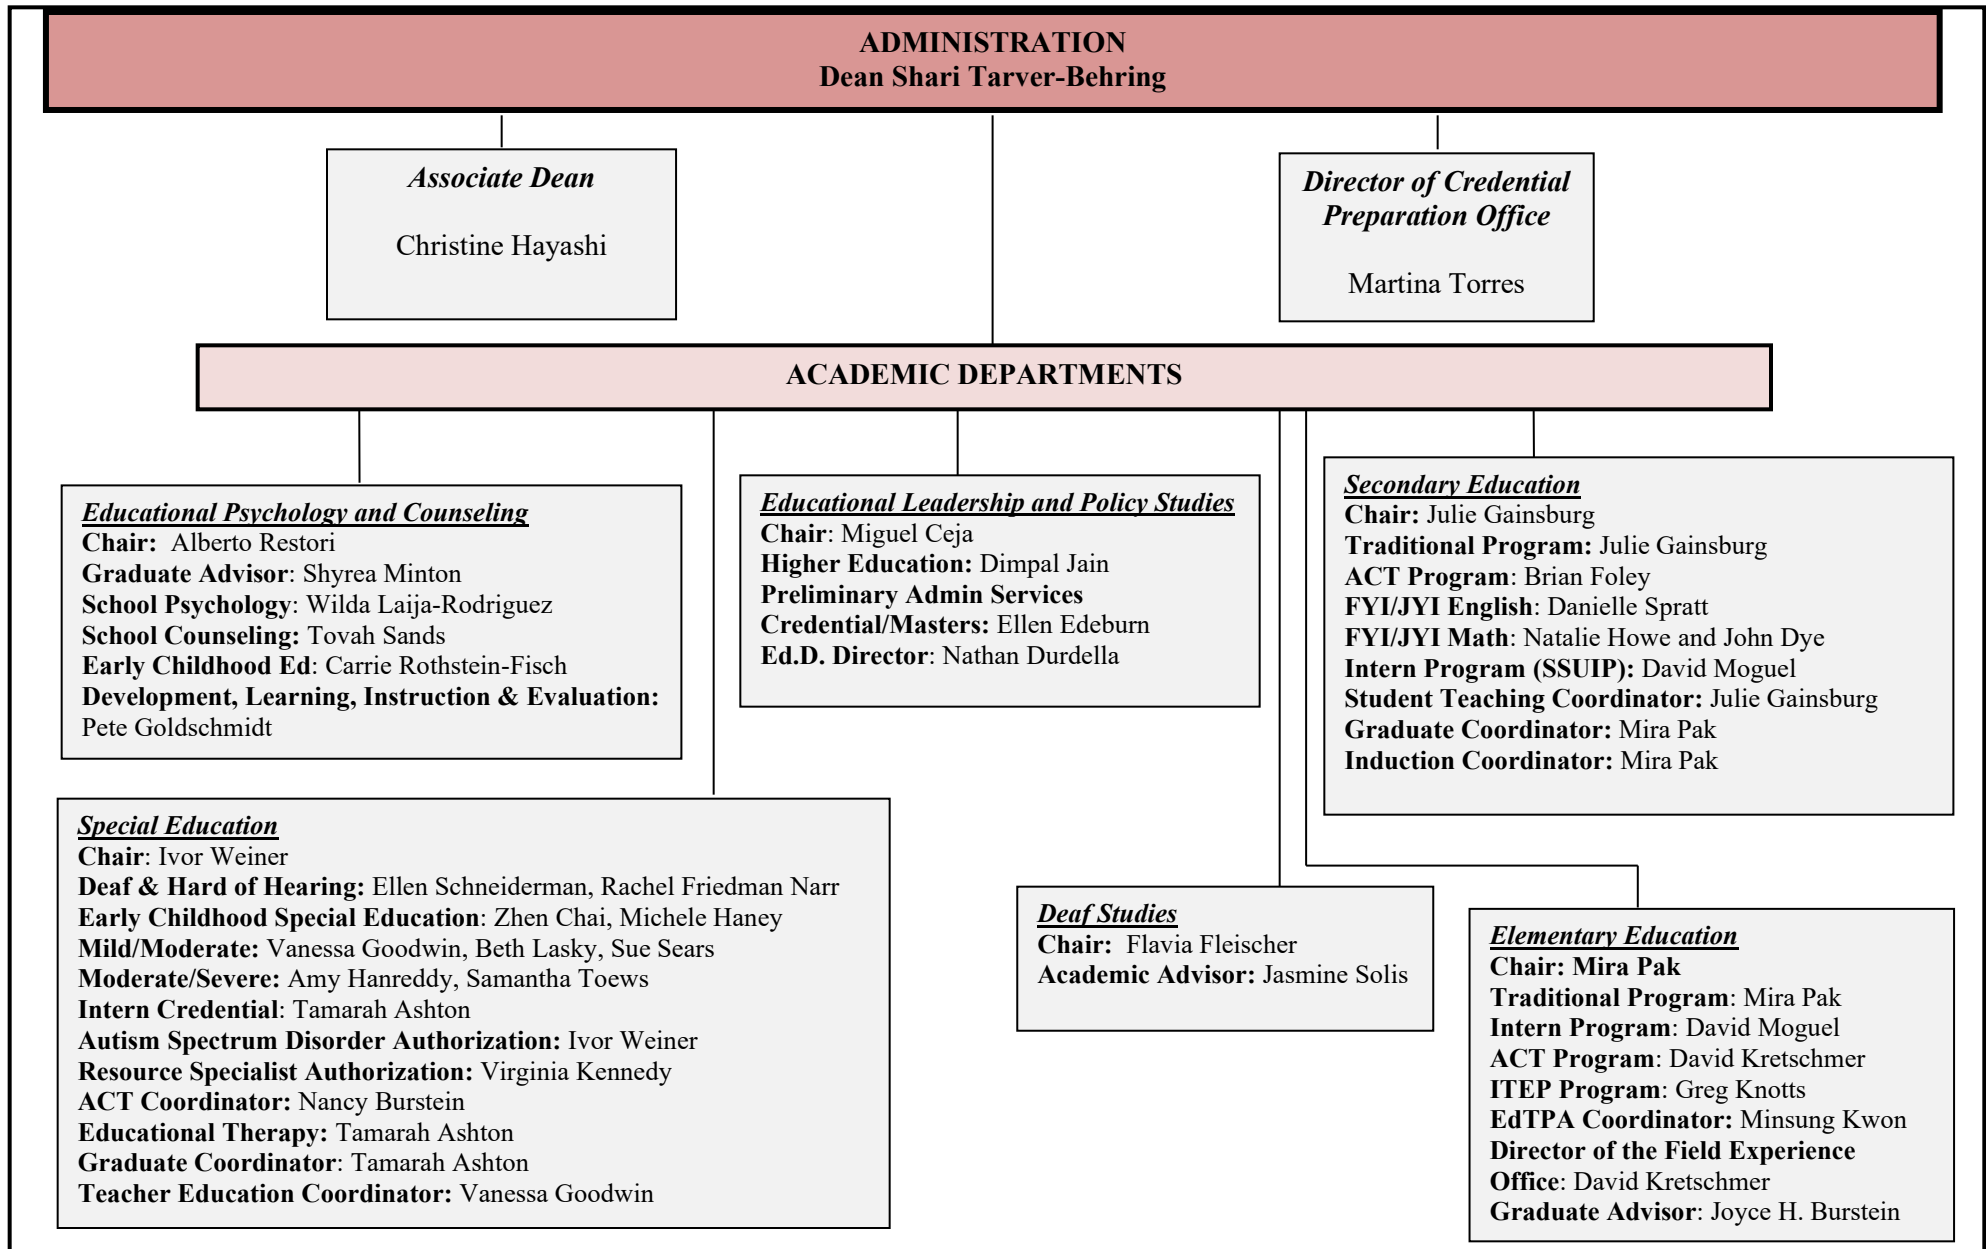 ADMINISTRATION
Dean Shari Tarver-Behring
Associate Dean
Christine Hayashi
Director of Credential
Preparation Office
Martina Torres
ACADEMIC DEPARTMENTS
Educational Psychology and Counseling
Chair: Alberto Restori
Graduate Advisor: Shyrea Minton
School Psychology: Wilda Laija-Rodriguez
School Counseling: Tovah Sands
Early Childhood Ed: Carrie Rothstein-Fisch
Development, Learning, Instruction & Evaluation:
Pete Goldschmidt
Educational Leadership and Policy Studies
Chair: Miguel Ceja
Higher Education: Dimpal Jain
Preliminary Admin Services
Credential/Masters: Ellen Edeburn
Ed.D. Director: Nathan Durdella
Secondary Education
Chair: Julie Gainsburg
Traditional Program: Julie Gainsburg
ACT Program: Brian Foley
FYI/JYI English: Danielle Spratt
FYI/JYI Math: Natalie Howe and John Dye
Intern Program (SSUIP): David Moguel
Student Teaching Coordinator: Julie Gainsburg
Graduate Coordinator: Mira Pak
Induction Coordinator: Mira Pak
Special Education
Chair: Ivor Weiner
Deaf & Hard of Hearing: Ellen Schneiderman, Rachel Friedman Narr
Early Childhood Special Education: Zhen Chai, Michele Haney
Mild/Moderate: Vanessa Goodwin, Beth Lasky, Sue Sears
Moderate/Severe: Amy Hanreddy, Samantha Toews
Intern Credential: Tamarah Ashton
Autism Spectrum Disorder Authorization: Ivor Weiner
Resource Specialist Authorization: Virginia Kennedy
ACT Coordinator: Nancy Burstein
Educational Therapy: Tamarah Ashton
Graduate Coordinator: Tamarah Ashton
Teacher Education Coordinator: Vanessa Goodwin
Deaf Studies
Chair: Flavia Fleischer
Academic Advisor: Jasmine Solis
Elementary Education
Chair: Mira Pak
Traditional Program: Mira Pak
Intern Program: David Moguel
ACT Program: David Kretschmer
ITEP Program: Greg Knotts
EdTPA Coordinator: Minsung Kwon
Director of the Field Experience
Office: David Kretschmer
Graduate Advisor: Joyce H. Burstein